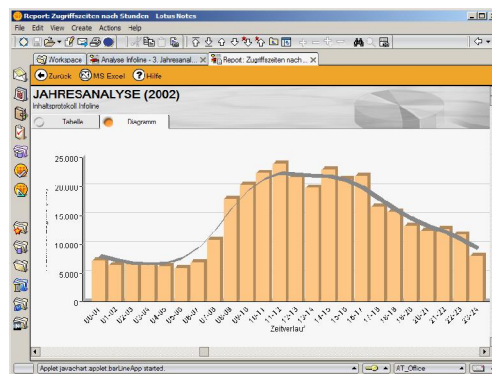 Report: Zugriffszeiten nach Stunden   Lotus Notes
File Edit View Create Actions Help
Workspace Analyse Infoline - 3. Jahresanal... Report: Zugriffszeiten nach ...
Zurück MS Excel Hilfe
JAHRESANALYSE (2002)
Inhaltsprotokoll Infoline
Tabelle Diagramm
25.000
20.000
15.000
10.000
5.000
0
00-01 01-02 02-03 03-04 04-05 05-06 06-07 07-08 08-09 09-10 10-11 11-12 12-13 13-14 14-15 15-16 16-17 17-18 18-19 19-20 20-21 21-22 22-23 23-24
Zeitverlauf
Applet javachart.applet.barLineApp started. AT_Office